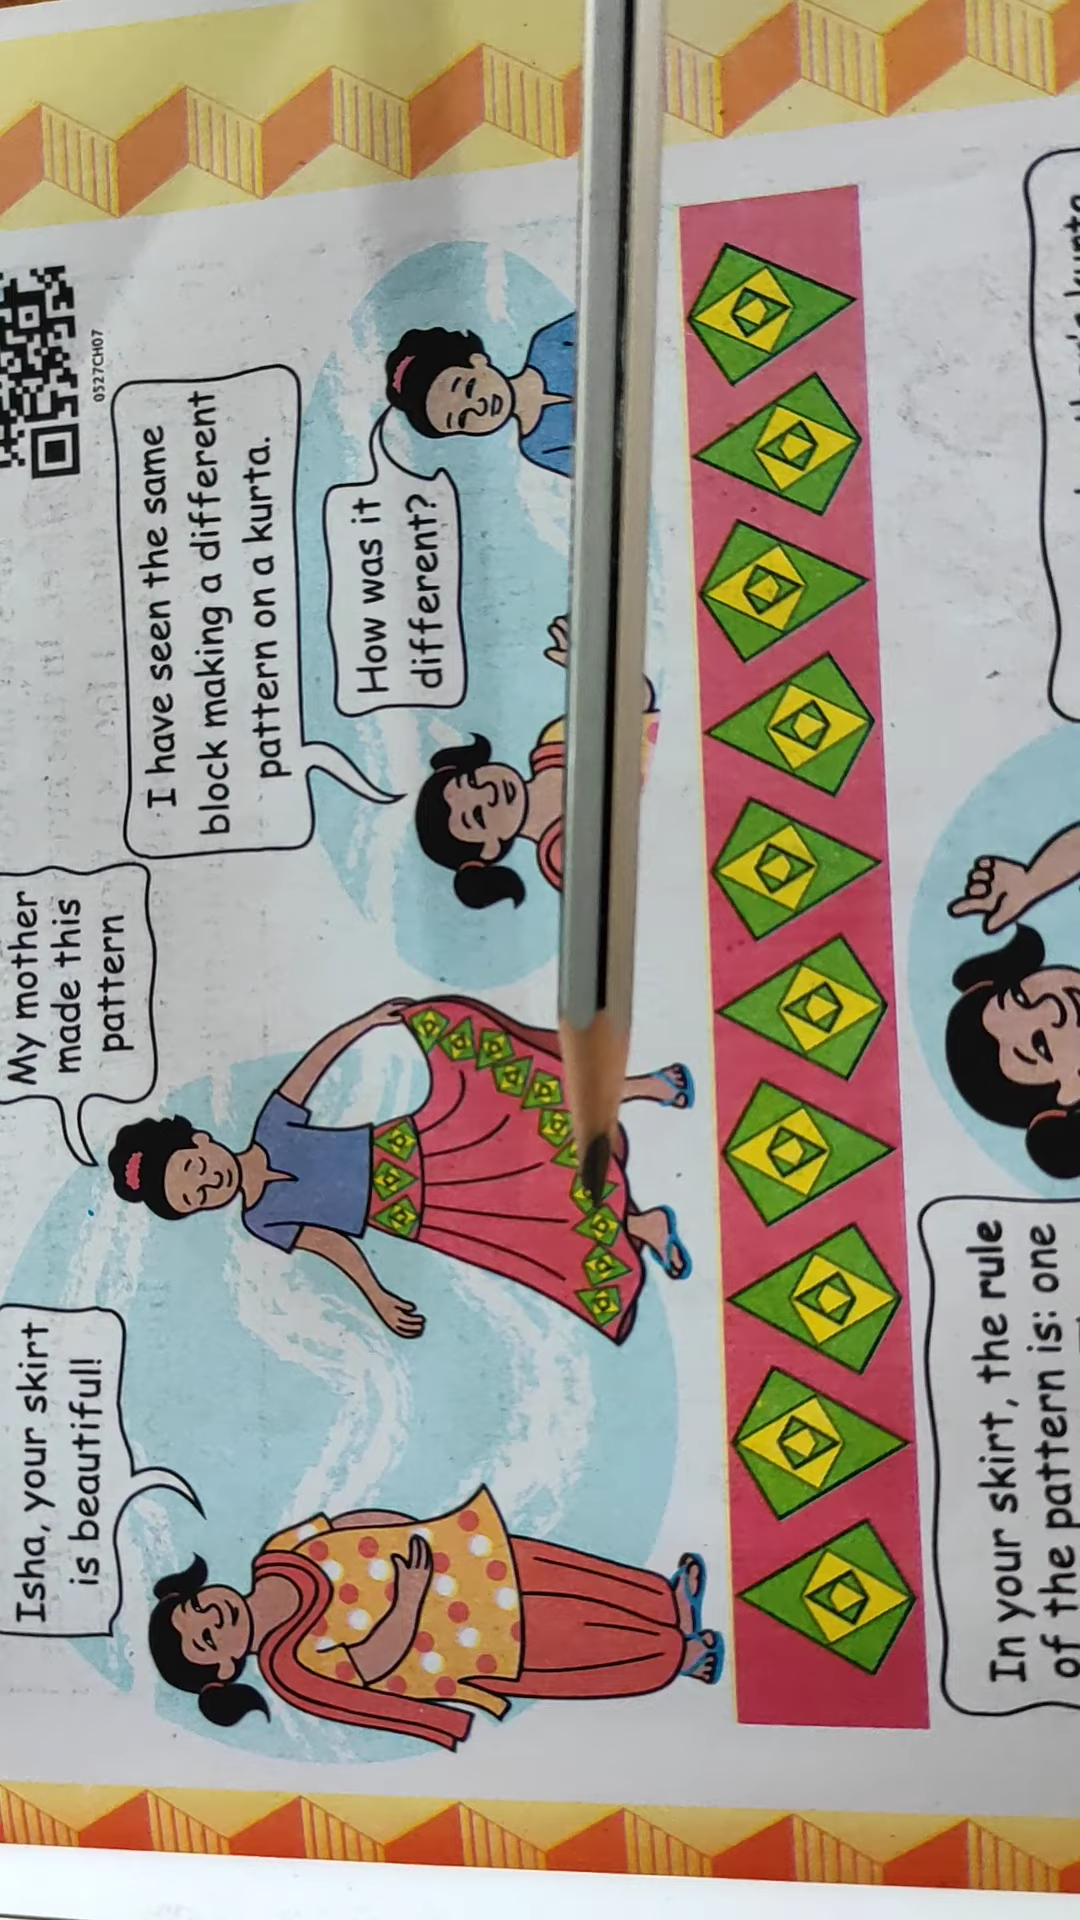 0527CH07
Isha, your skirt
is beautiful!
My mother
made this
pattern
I have seen the same
block making a different
pattern on a kurta.
How was it
different?
In your skirt, the rule
of the pattern is: one